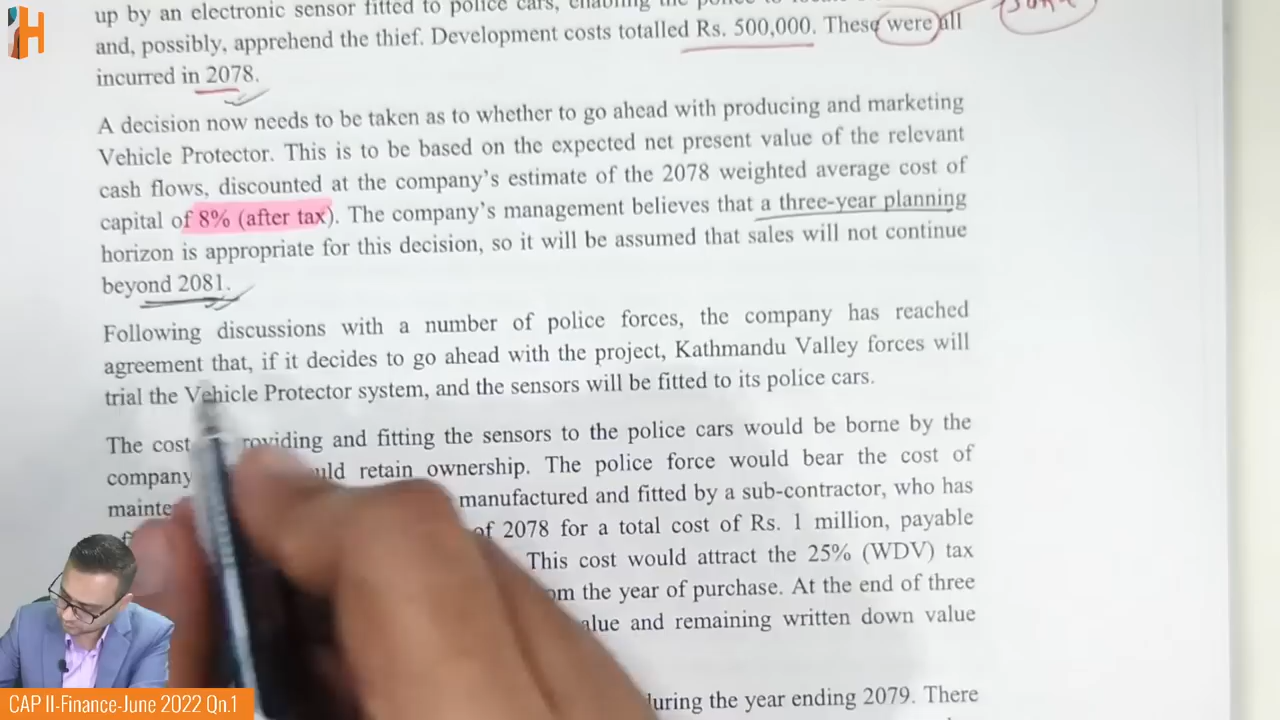 up by an electronic sensor fitted to police cars, enabling the police to
and, possibly, apprehend the thief. Development costs totalled Rs. 500,000. These were all
incurred in 2078.
A decision now needs to be taken as to whether to go ahead with producing and marketing
Vehicle Protector. This is to be based on the expected net present value of the relevant
cash flows, discounted at the company's estimate of the 2078 weighted average cost of
capital of 8% (after tax). The company's management believes that a three-year planning
horizon is appropriate for this decision, so it will be assumed that sales will not continue
beyond 2081.
Following discussions with a number of police forces, the company has reached
agreement that, if it decides to go ahead with the project, Kathmandu Valley forces will
trial the Vehicle Protector system, and the sensors will be fitted to its police cars.
The cost providing and fitting the sensors to the police cars would be borne by the
company retain ownership. The police force would bear the cost of
manufactured and fitted by a sub-contractor, who has
of 2078 for a total cost of Rs. 1 million, payable
This cost would attract the 25% (WDV) tax
the year of purchase. At the end of three
and remaining written down value
during the year ending 2079. There
H
CAP II-Finance-June 2022 Qn.1